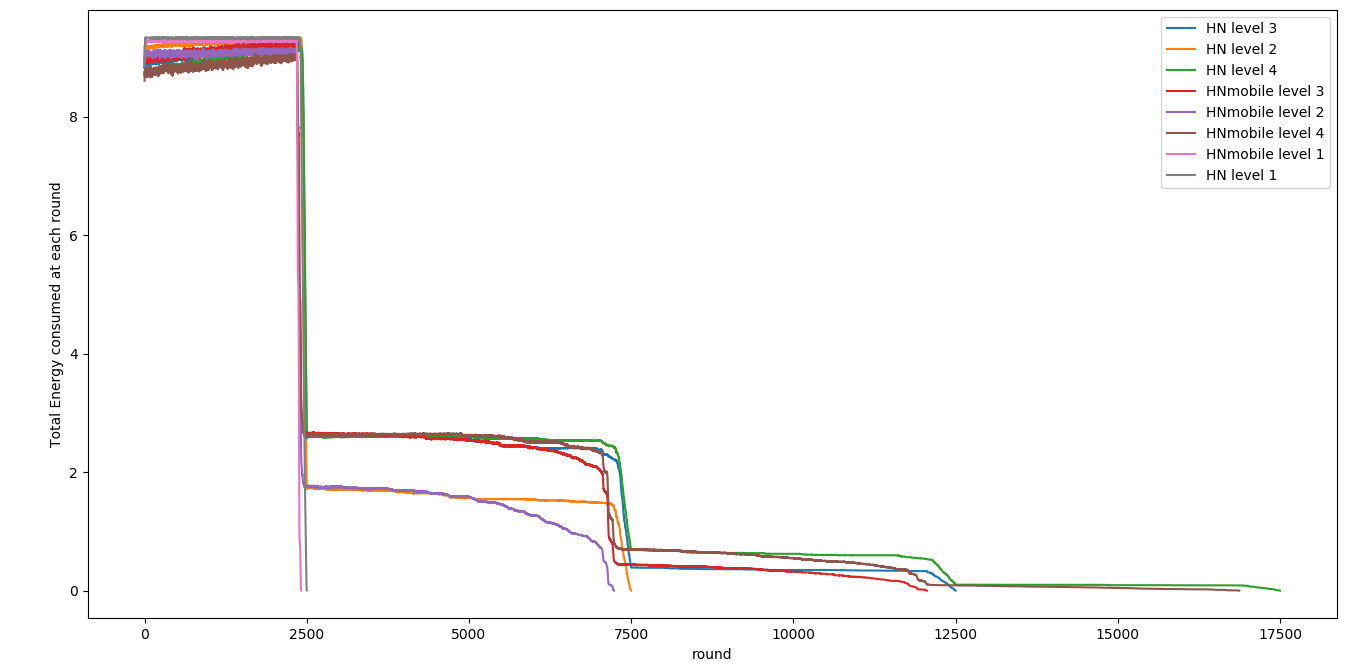 HN level 3
HN level 2
HN level 4
HNmobile level 3
HNmobile level 2
HNmobile level 4
HNmobile level 1
HN level 1
Total Energy consumed at each round
8
6
4
2
0
0 2500 5000 7500 10000 12500 15000 17500
round